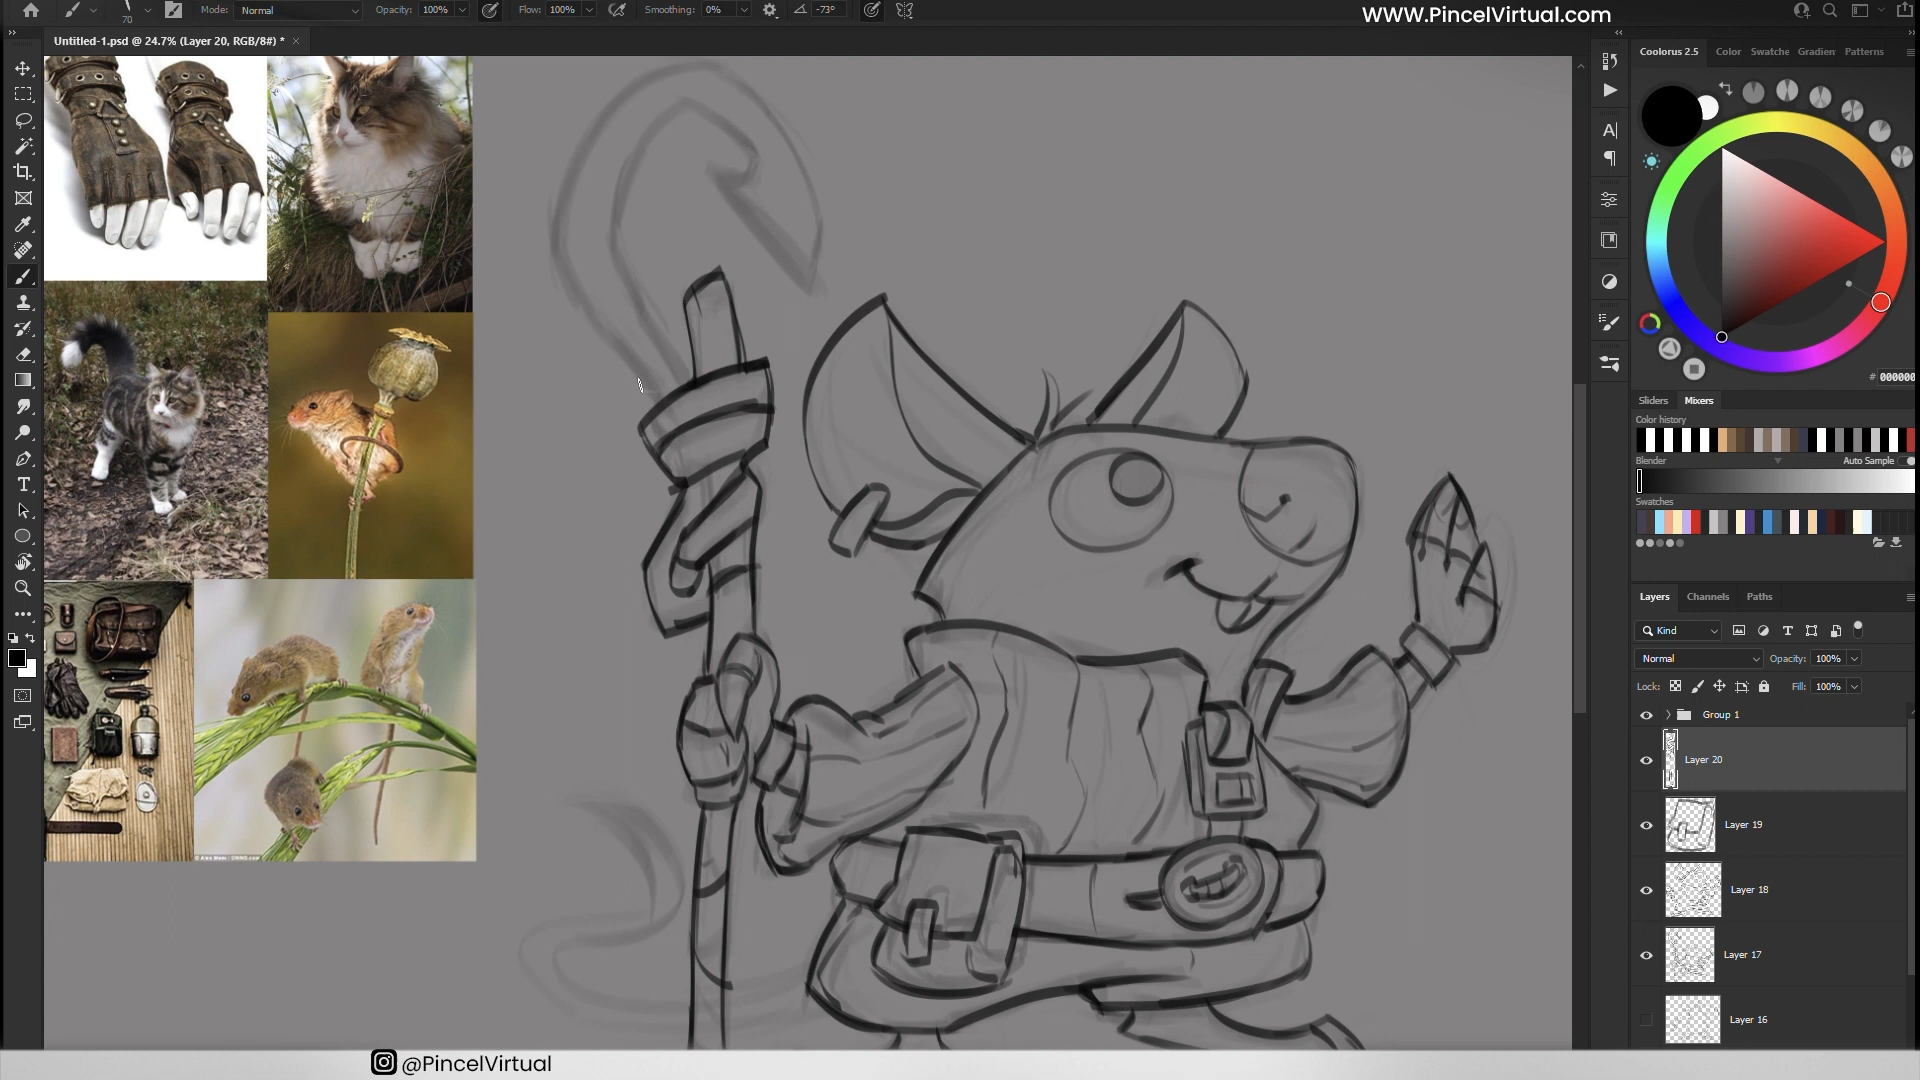 Mode: Normal Opacity: 100% Flow: 100% Smoothing: 0% -73°
70
WWW.PincelVirtual.com
Untitled-1.psd @ 24.7% (Layer 20, RGB/8#) *
Coolorus 2.5 Color Swatche Gradien Patterns
# 000000
Sliders Mixers
Color history
Blender Auto Sample
Swatches
Layers Channels Paths
Kind
Normal Opacity: 100%
Lock: Fill: 100%
Group 1
Layer 20
Layer 19
Layer 18
Layer 17
Layer 16
@PincelVirtual